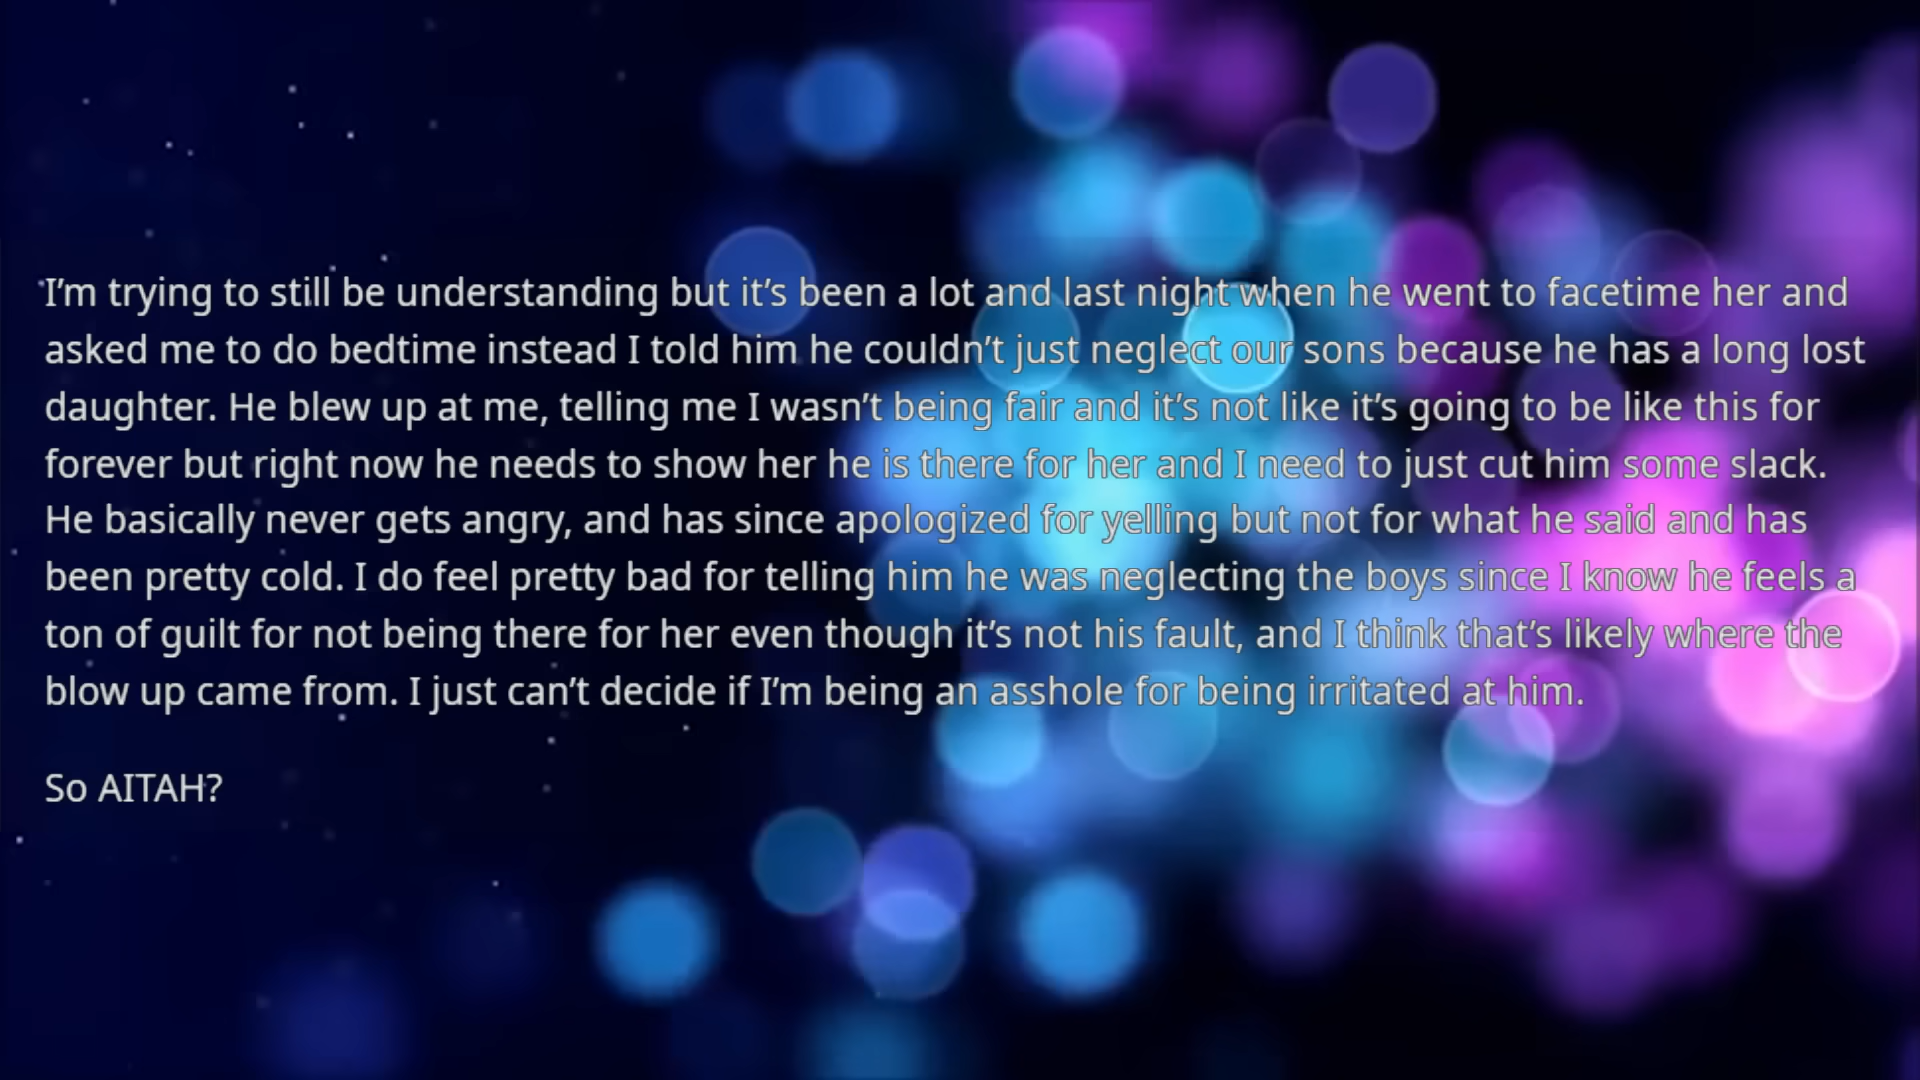 I’m trying to still be understanding but it’s been a lot and last night when he went to facetime her and
asked me to do bedtime instead I told him he couldn’t just neglect our sons because he has a long lost
daughter. He blew up at me, telling me I wasn’t being fair and it’s not like it’s going to be like this for
forever but right now he needs to show her he is there for her and I need to just cut him some slack.
He basically never gets angry, and has since apologized for yelling but not for what he said and has
been pretty cold. I do feel pretty bad for telling him he was neglecting the boys since I know he feels a
ton of guilt for not being there for her even though it’s not his fault, and I think that’s likely where the
blow up came from. I just can’t decide if I’m being an asshole for being irritated at him.
So AITAH?